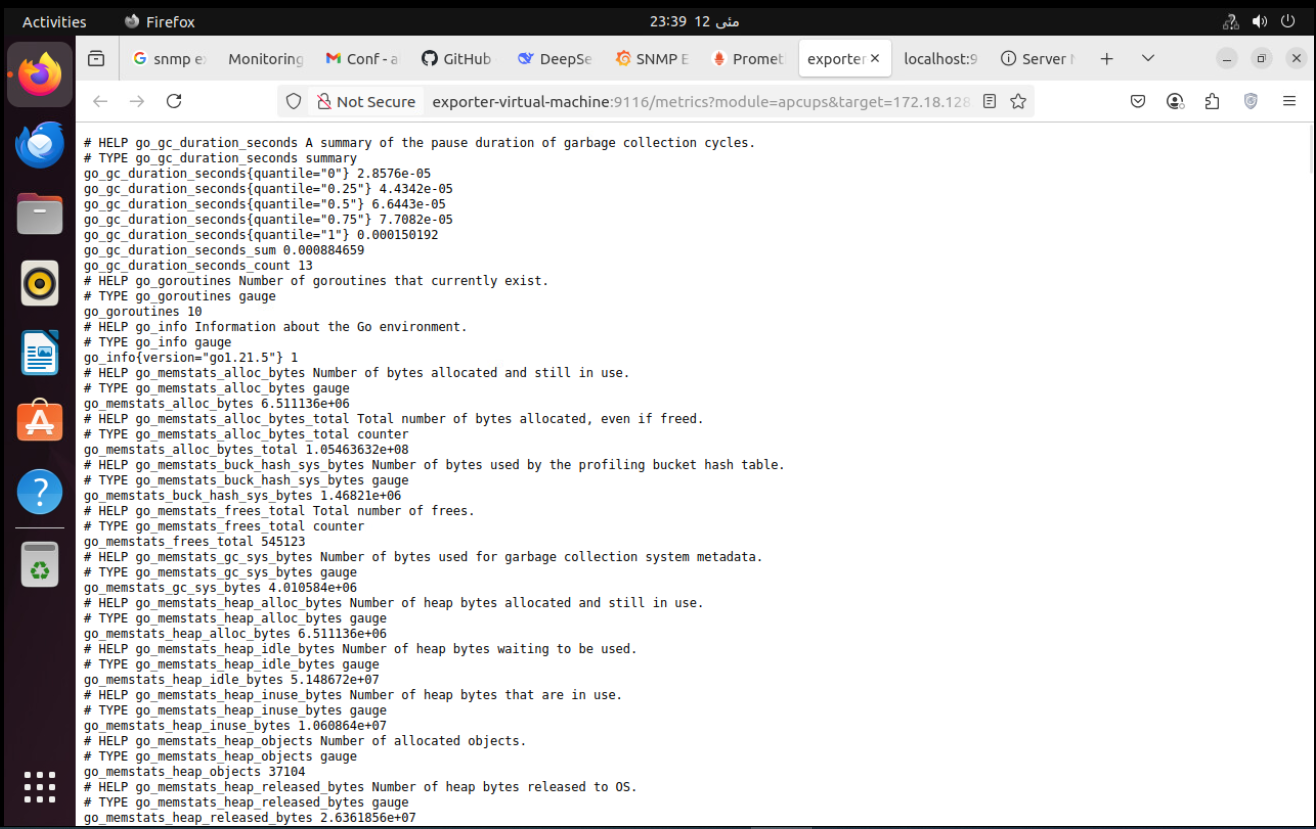 Activities
Firefox
23:39 12 مئی
snmp e
Monitoring
Conf - a
GitHub
DeepSe
SNMP E
Promet
exporter
localhost:9
Server
Not Secure exporter-virtual-machine:9116/metrics?module=apcups&target=172.18.128
# HELP go_gc_duration_seconds A summary of the pause duration of garbage collection cycles.
# TYPE go_gc_duration_seconds summary
go_gc_duration_seconds{quantile="0"} 2.8576e-05
go_gc_duration_seconds{quantile="0.25"} 4.4342e-05
go_gc_duration_seconds{quantile="0.5"} 6.6443e-05
go_gc_duration_seconds{quantile="0.75"} 7.7082e-05
go_gc_duration_seconds{quantile="1"} 0.000150192
go_gc_duration_seconds_sum 0.000884659
go_gc_duration_seconds_count 13
# HELP go_goroutines Number of goroutines that currently exist.
# TYPE go_goroutines gauge
go_goroutines 10
# HELP go_info Information about the Go environment.
# TYPE go_info gauge
go_info{version="go1.21.5"} 1
# HELP go_memstats_alloc_bytes Number of bytes allocated and still in use.
# TYPE go_memstats_alloc_bytes gauge
go_memstats_alloc_bytes 6.511136e+06
# HELP go_memstats_alloc_bytes_total Total number of bytes allocated, even if freed.
# TYPE go_memstats_alloc_bytes_total counter
go_memstats_alloc_bytes_total 1.05463632e+08
# HELP go_memstats_buck_hash_sys_bytes Number of bytes used by the profiling bucket hash table.
# TYPE go_memstats_buck_hash_sys_bytes gauge
go_memstats_buck_hash_sys_bytes 1.46821e+06
# HELP go_memstats_frees_total Total number of frees.
# TYPE go_memstats_frees_total counter
go_memstats_frees_total 545123
# HELP go_memstats_gc_sys_bytes Number of bytes used for garbage collection system metadata.
# TYPE go_memstats_gc_sys_bytes gauge
go_memstats_gc_sys_bytes 4.010584e+06
# HELP go_memstats_heap_alloc_bytes Number of heap bytes allocated and still in use.
# TYPE go_memstats_heap_alloc_bytes gauge
go_memstats_heap_alloc_bytes 6.511136e+06
# HELP go_memstats_heap_idle_bytes Number of heap bytes waiting to be used.
# TYPE go_memstats_heap_idle_bytes gauge
go_memstats_heap_idle_bytes 5.148672e+07
# HELP go_memstats_heap_inuse_bytes Number of heap bytes that are in use.
# TYPE go_memstats_heap_inuse_bytes gauge
go_memstats_heap_inuse_bytes 1.060864e+07
# HELP go_memstats_heap_objects Number of allocated objects.
# TYPE go_memstats_heap_objects gauge
go_memstats_heap_objects 37104
# HELP go_memstats_heap_released_bytes Number of heap bytes released to OS.
# TYPE go_memstats_heap_released_bytes gauge
go_memstats_heap_released_bytes 2.6361856e+07